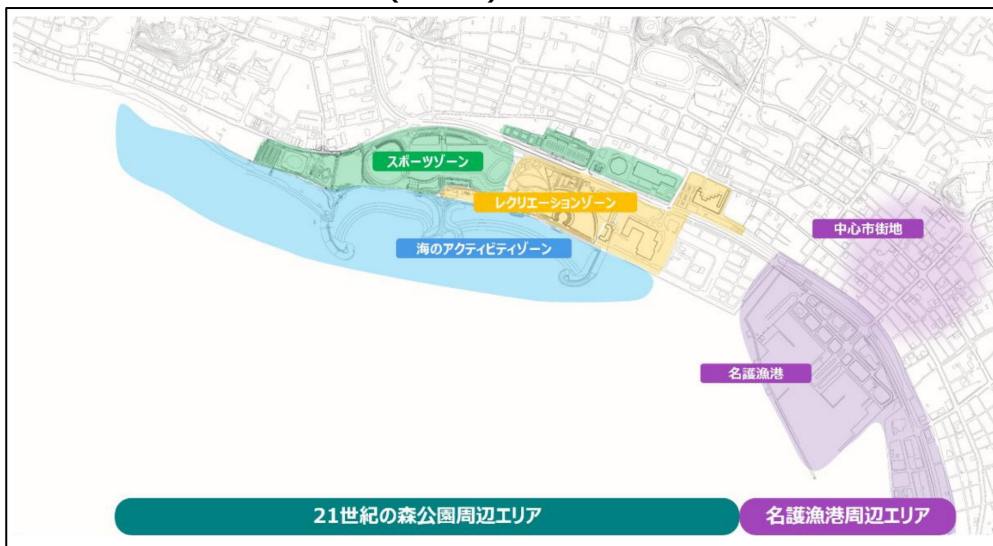 スポーツゾーン
レクリエーションゾーン
中心市街地
海のアクティビティゾーン
名護漁港
21世紀の森公園周辺エリア
名護漁港周辺エリア